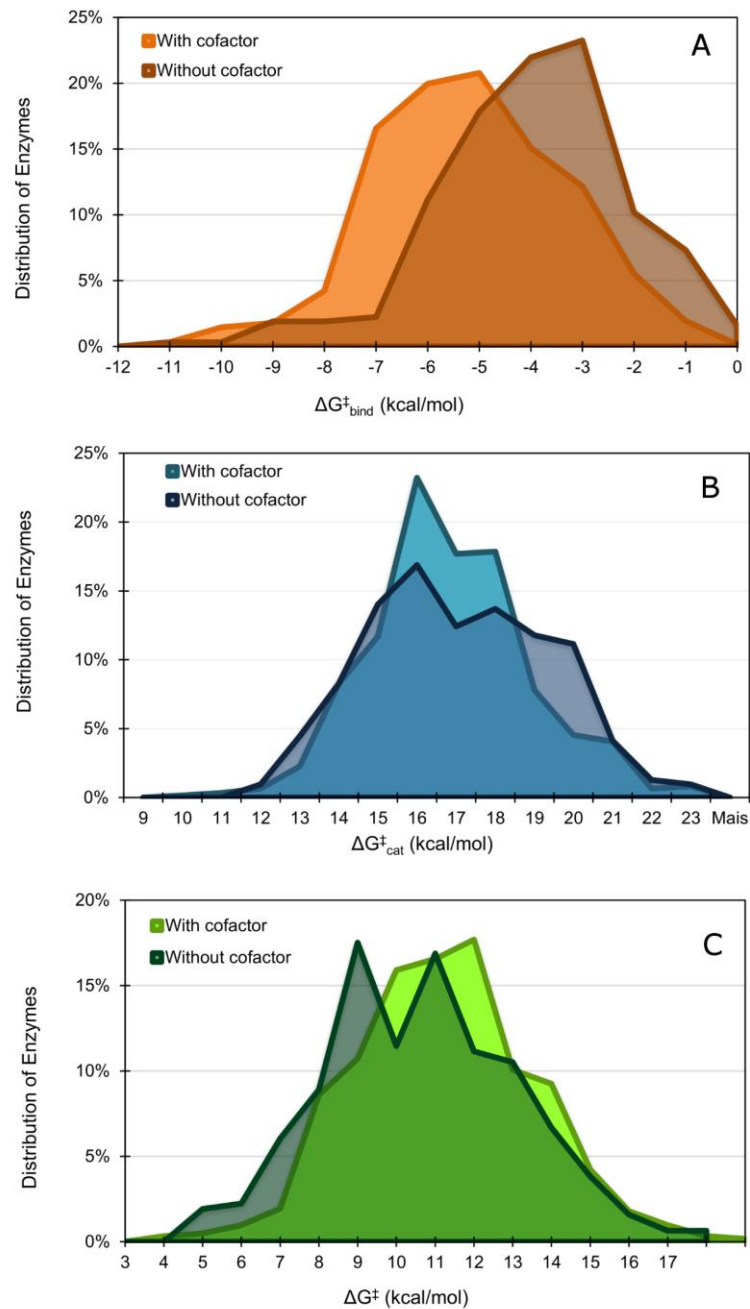 25%
With cofactor
A
Without cofactor
20%
15%
10%
5%
0%
Distribution of Enzymes
-12 -11 -10 -9 -8 -7 -6 -5 -4 -3 -2 -1 0
ΔG‡bind (kcal/mol)
25%
With cofactor
B
Without cofactor
20%
15%
10%
5%
0%
Distribution of Enzymes
9 10 11 12 13 14 15 16 17 18 19 20 21 22 23 Mais
ΔG‡cat (kcal/mol)
20%
With cofactor
C
Without cofactor
15%
10%
5%
0%
Distribution of Enzymes
3 4 5 6 7 8 9 10 11 12 13 14 15 16 17
ΔG‡ (kcal/mol)